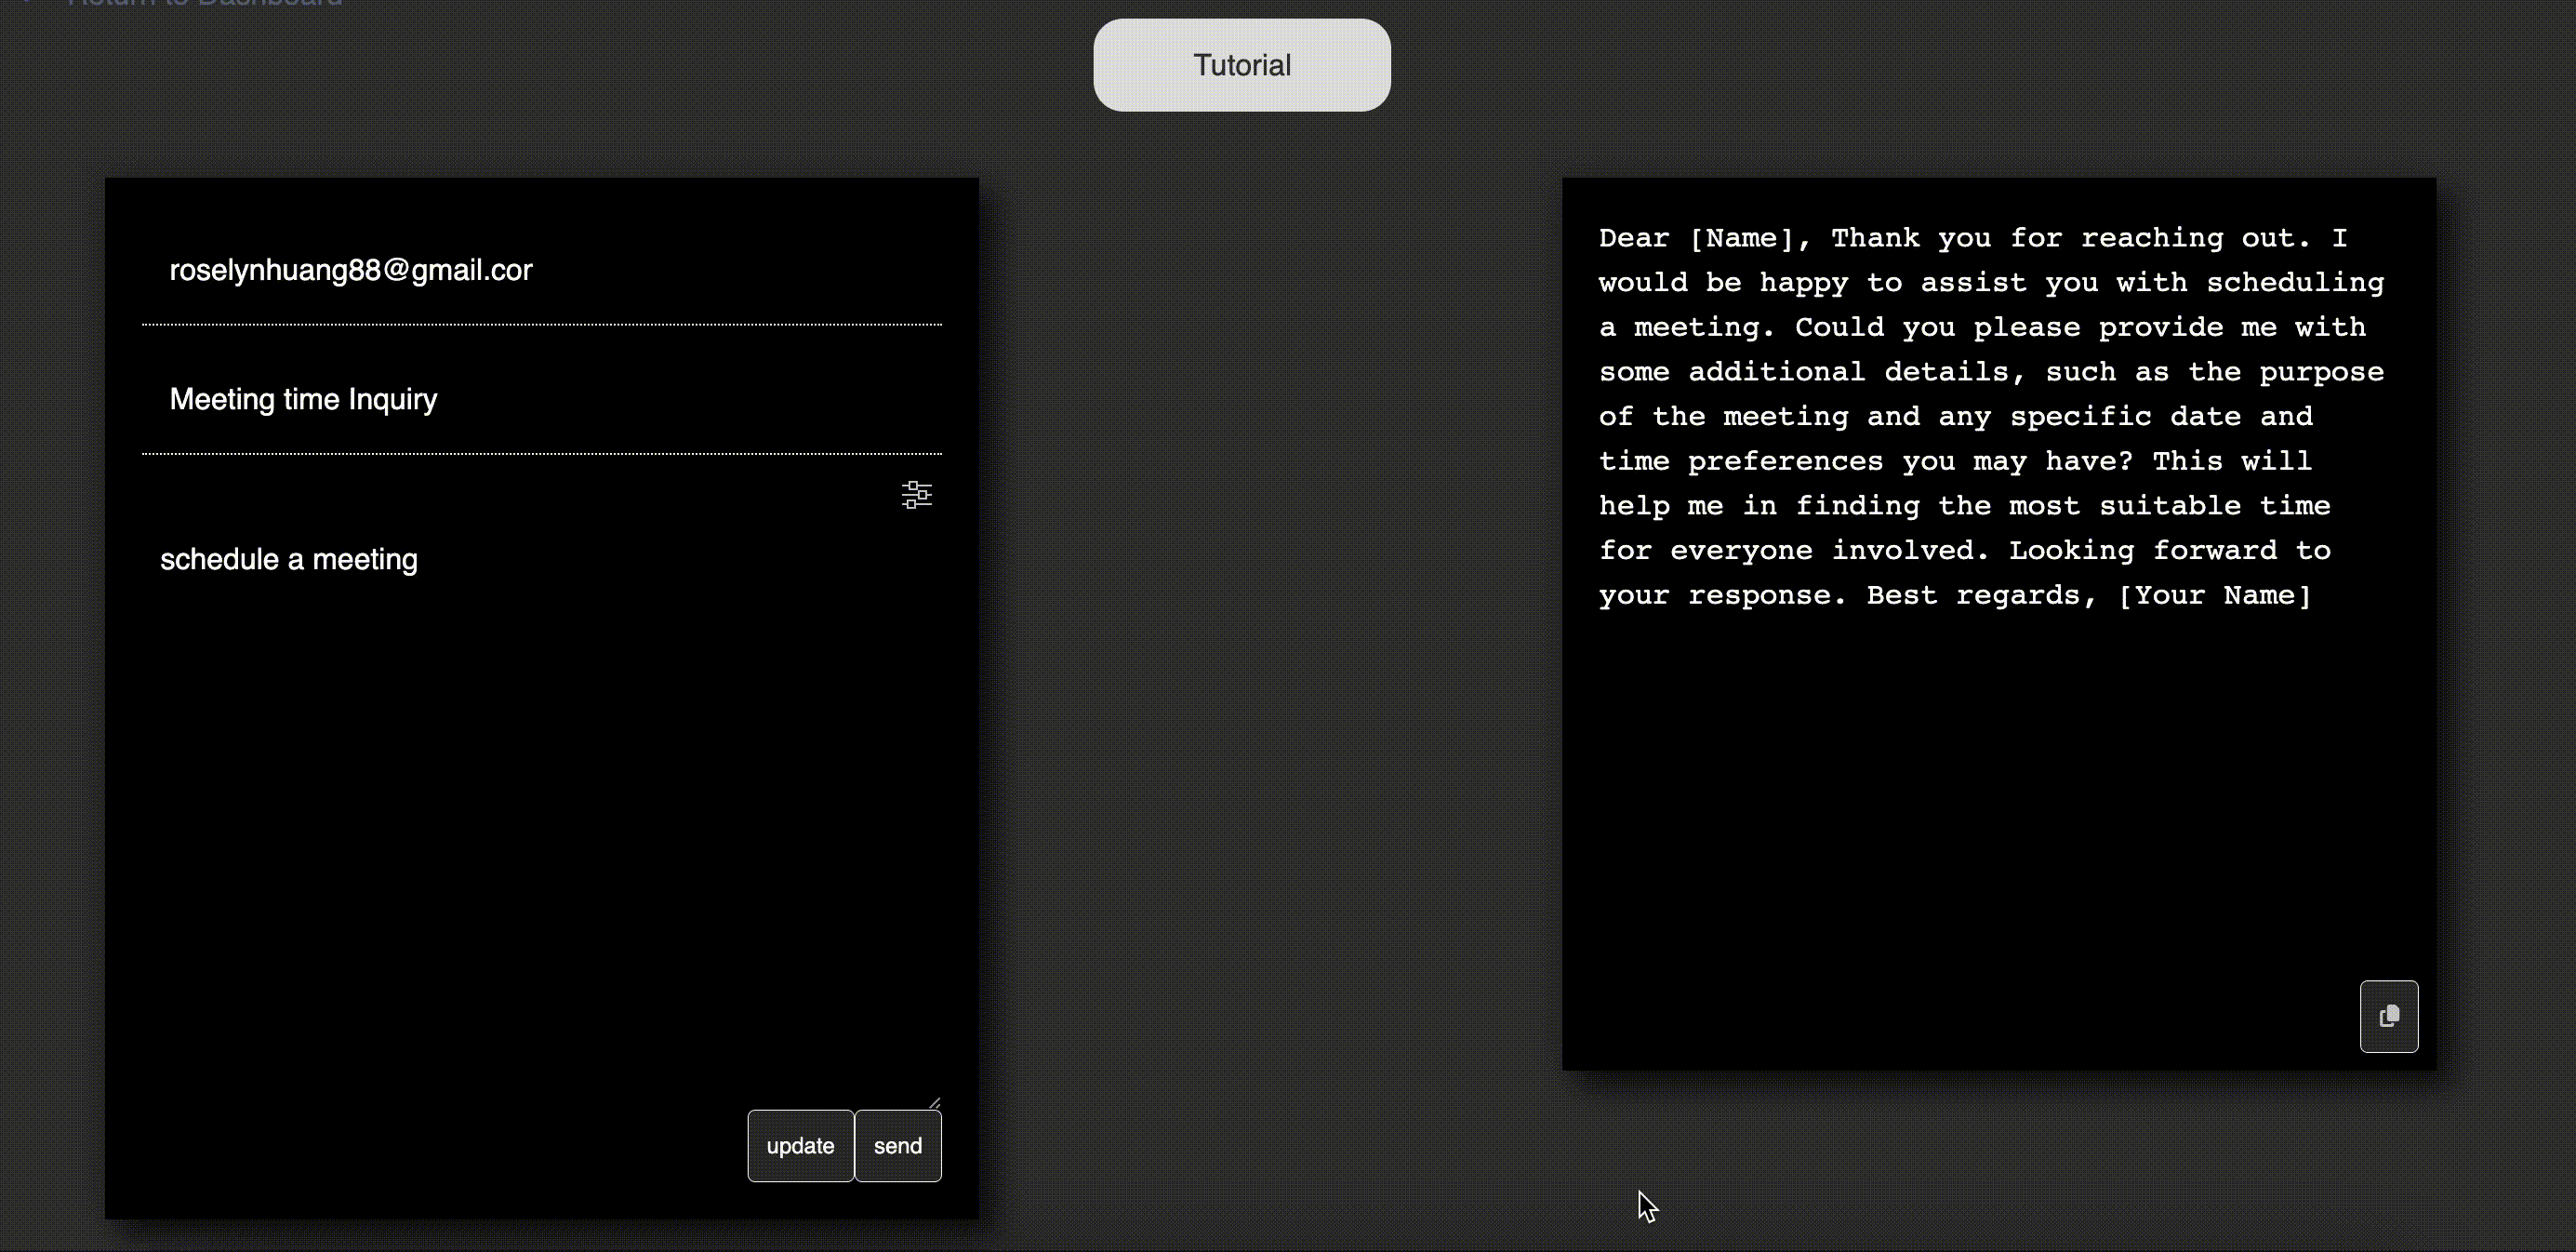 Return to Dashboard
Tutorial
roselynhuang88@gmail.cor
Meeting time Inquiry
schedule a meeting
update
send
Dear [Name], Thank you for reaching out. I
would be happy to assist you with scheduling
a meeting. Could you please provide me with
some additional details, such as the purpose
of the meeting and any specific date and
time preferences you may have? This will
help me in finding the most suitable time
for everyone involved. Looking forward to
your response. Best regards, [Your Name]